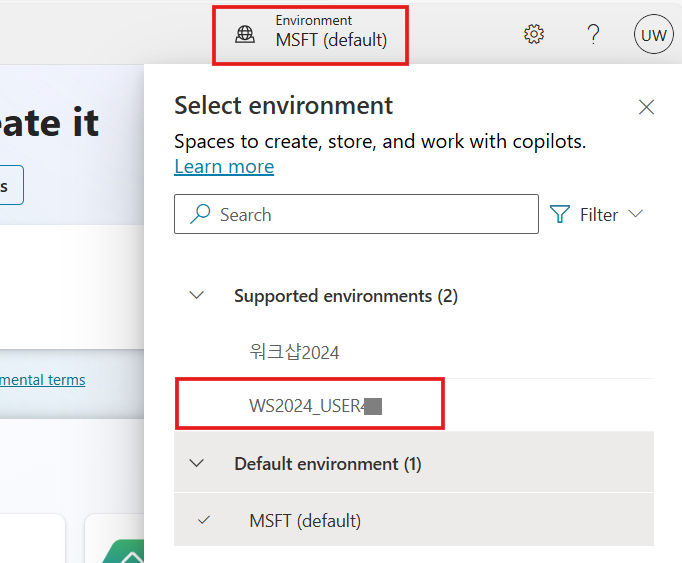 Environment
MSFT (default)
?
UW
eate it
s
Select environment
Spaces to create, store, and work with copilots.
Learn more
Search
Filter
Supported environments (2)
워크샵2024
WS2024_USER
Default environment (1)
MSFT (default)
mental terms